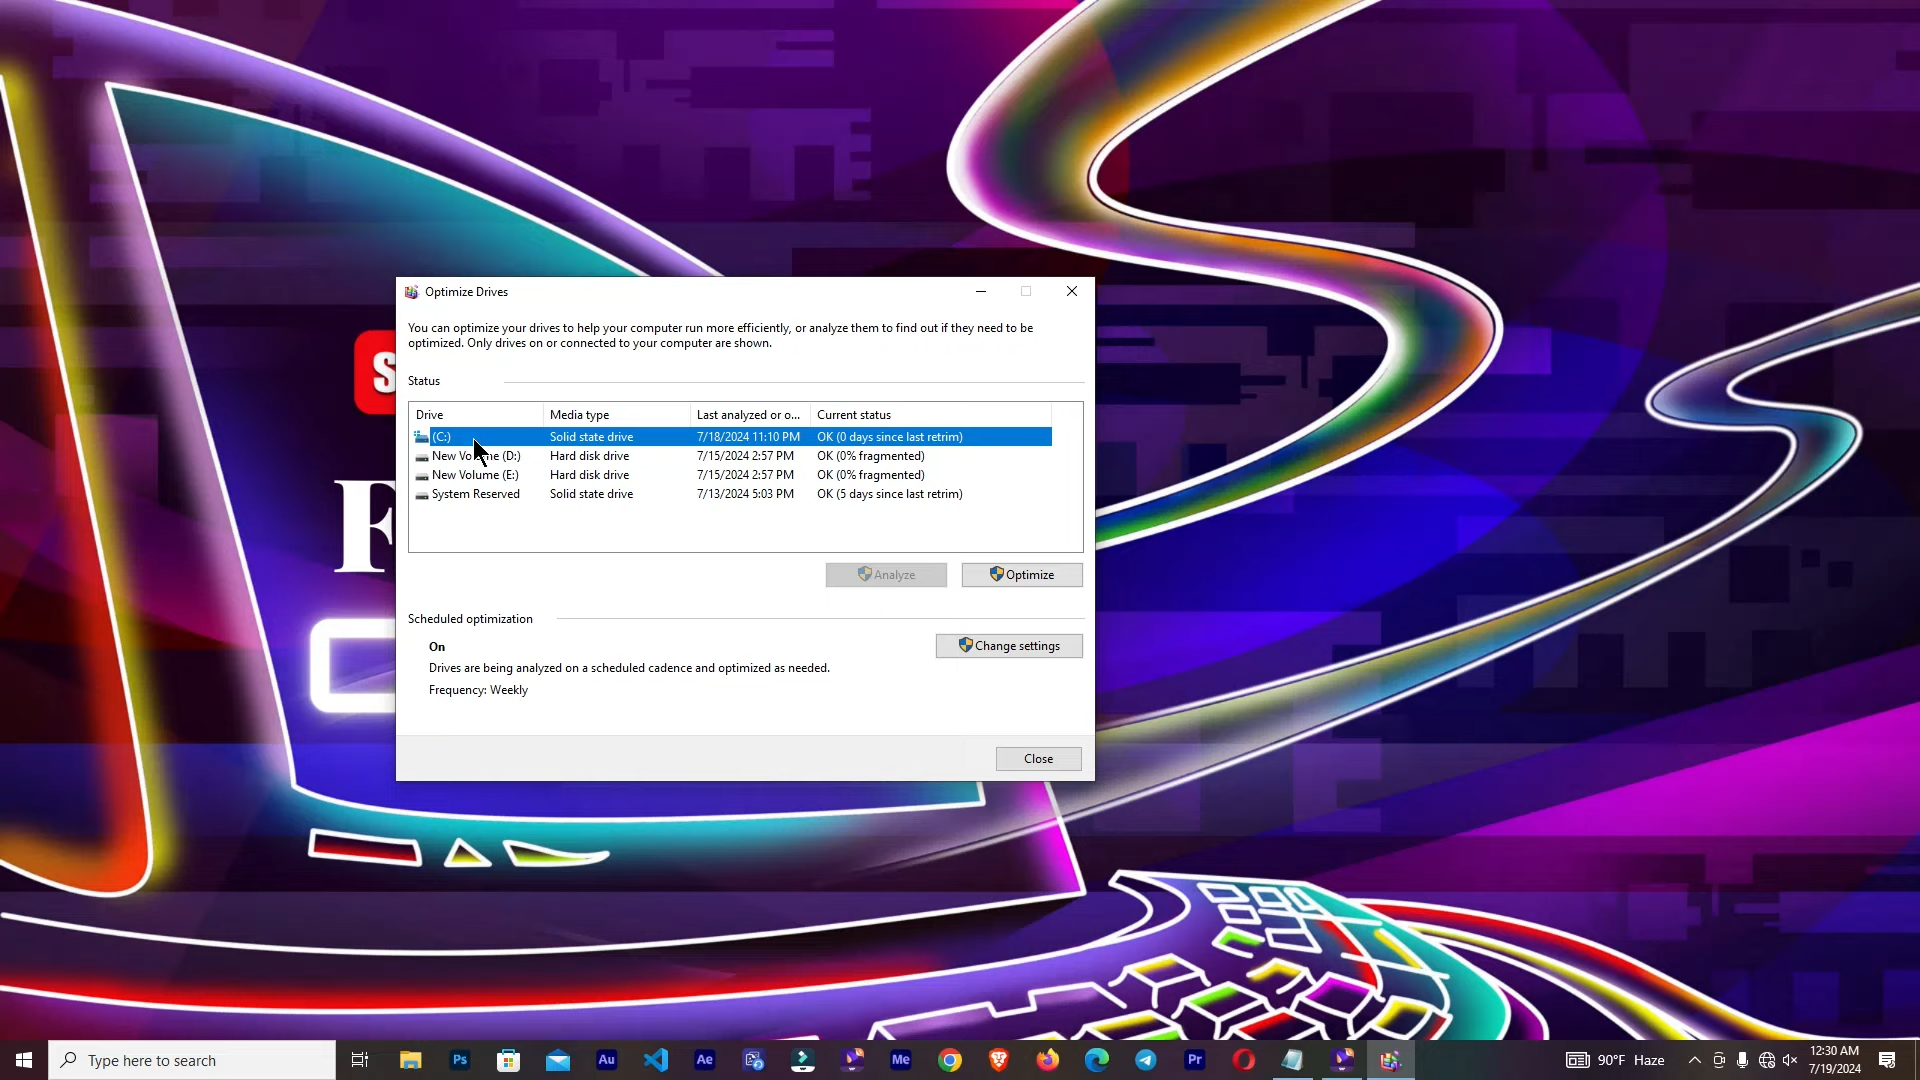 Optimize Drives
You can optimize your drives to help your computer run more efficiently, or analyze them to find out if they need to be
optimized. Only drives on or connected to your computer are shown.
Status
Drive Media type Last analyzed or o... Current status
(C:) Solid state drive 7/18/2024 11:10 PM OK (0 days since last retrim)
New Vo me (D:) Hard disk drive 7/15/2024 2:57 PM OK (0% fragmented)
New Volume (E:) Hard disk drive 7/15/2024 2:57 PM OK (0% fragmented)
System Reserved Solid state drive 7/13/2024 5:03 PM OK (5 days since last retrim)
Analyze Optimize
Scheduled optimization
On
Change settings
Drives are being analyzed on a scheduled cadence and optimized as needed.
Frequency: Weekly
Close
S
F
Type here to search
Ps
Au
Ae
Me
Pr
90°F Haze
12:30 AM
7/19/2024